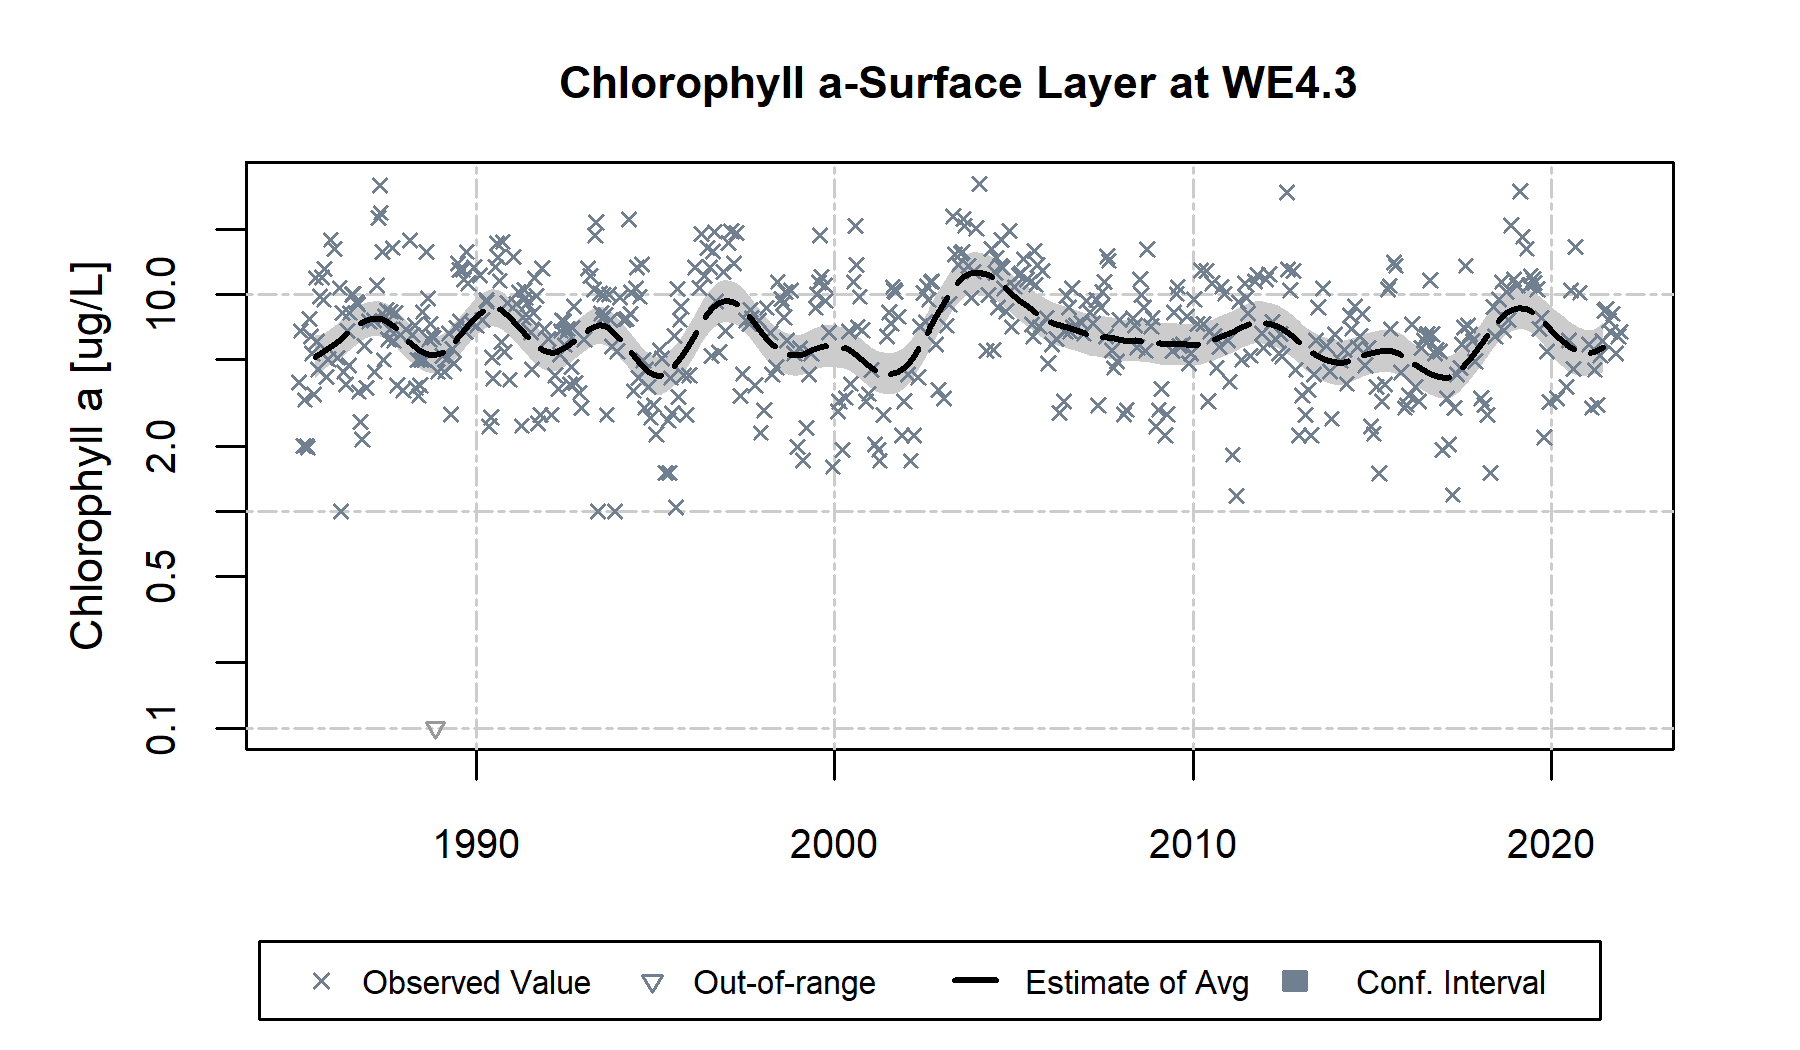 Chlorophyll a-Surface Layer at WE4.3
Chlorophyll a [ug/L]
10.0
2.0
0.5
0.1
1990 2000 2010 2020
Observed Value Out-of-range Estimate of Avg Conf. Interval